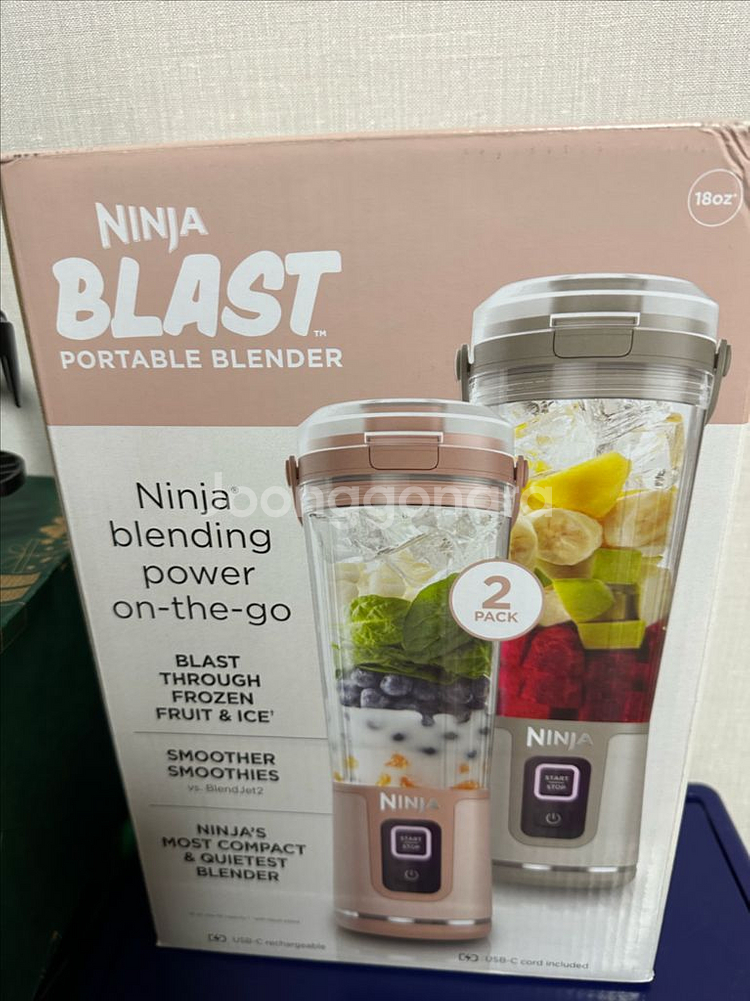 NINJA
BLAST™
PORTABLE BLENDER
18oz*
Ninja®
blending
power
on-the-go
BLAST
THROUGH
FROZEN
FRUIT & ICE†
SMOOTHER
SMOOTHIES
vs. BlendJet2
NINJA'S
MOST COMPACT
& QUIETEST
BLENDER
2
PACK
NINJA
START
STOP
NINJA
START
STOP
USB-C rechargeable
USB-C cord included